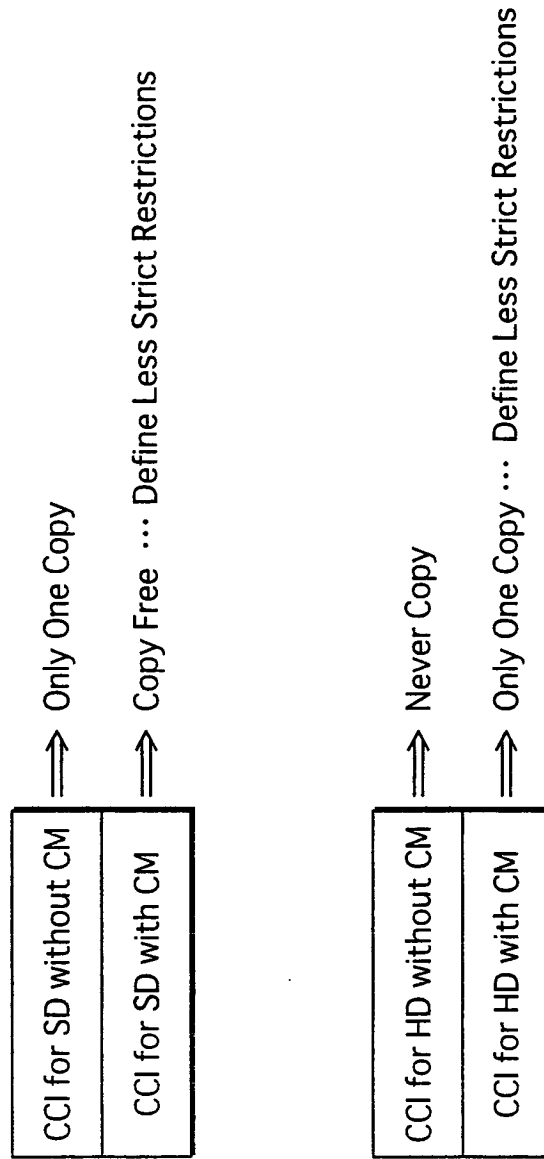 CCI for SD without CM ⇒ Only One Copy
CCI for SD with CM ⇒ Copy Free ··· Define Less Strict Restrictions
CCI for HD without CM ⇒ Never Copy
CCI for HD with CM ⇒ Only One Copy ··· Define Less Strict Restrictions